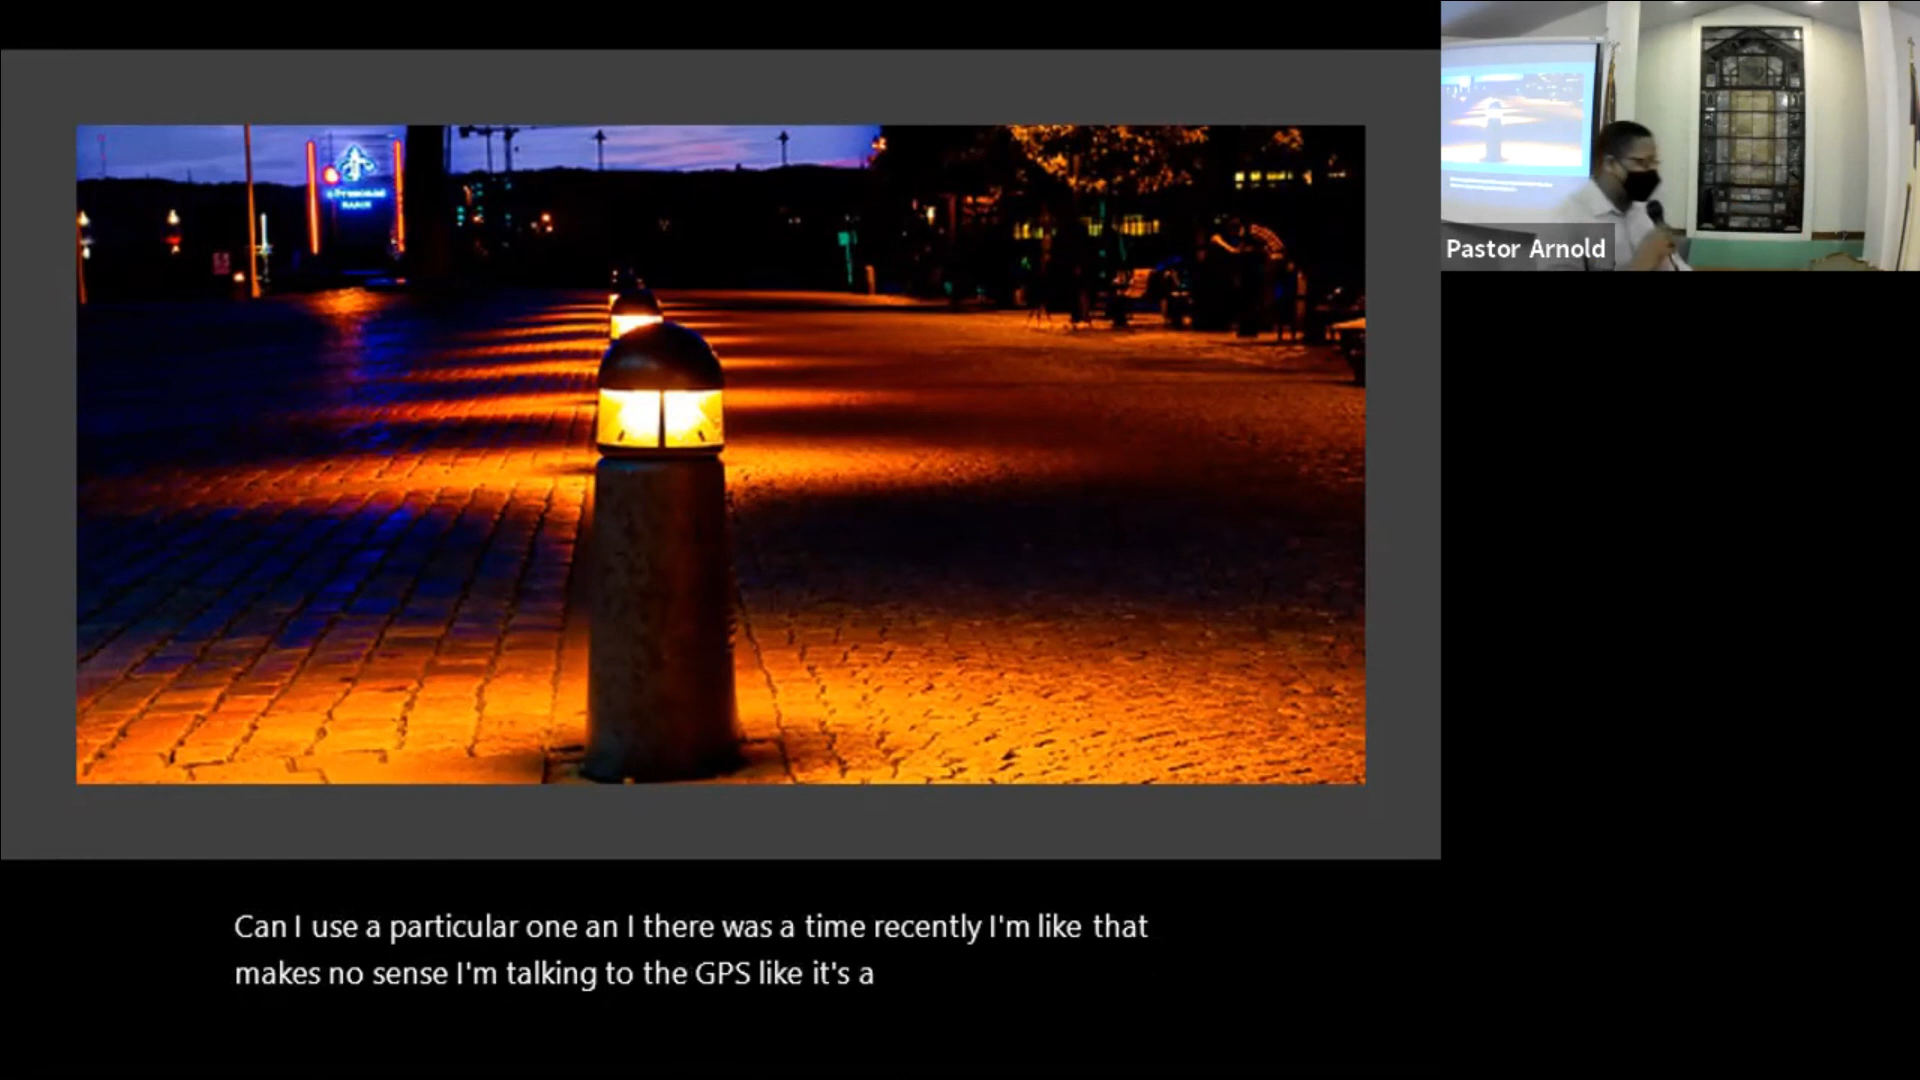 Pastor Arnold
Can I use a particular one an I there was a time recently I'm like that
makes no sense I'm talking to the GPS like it's a